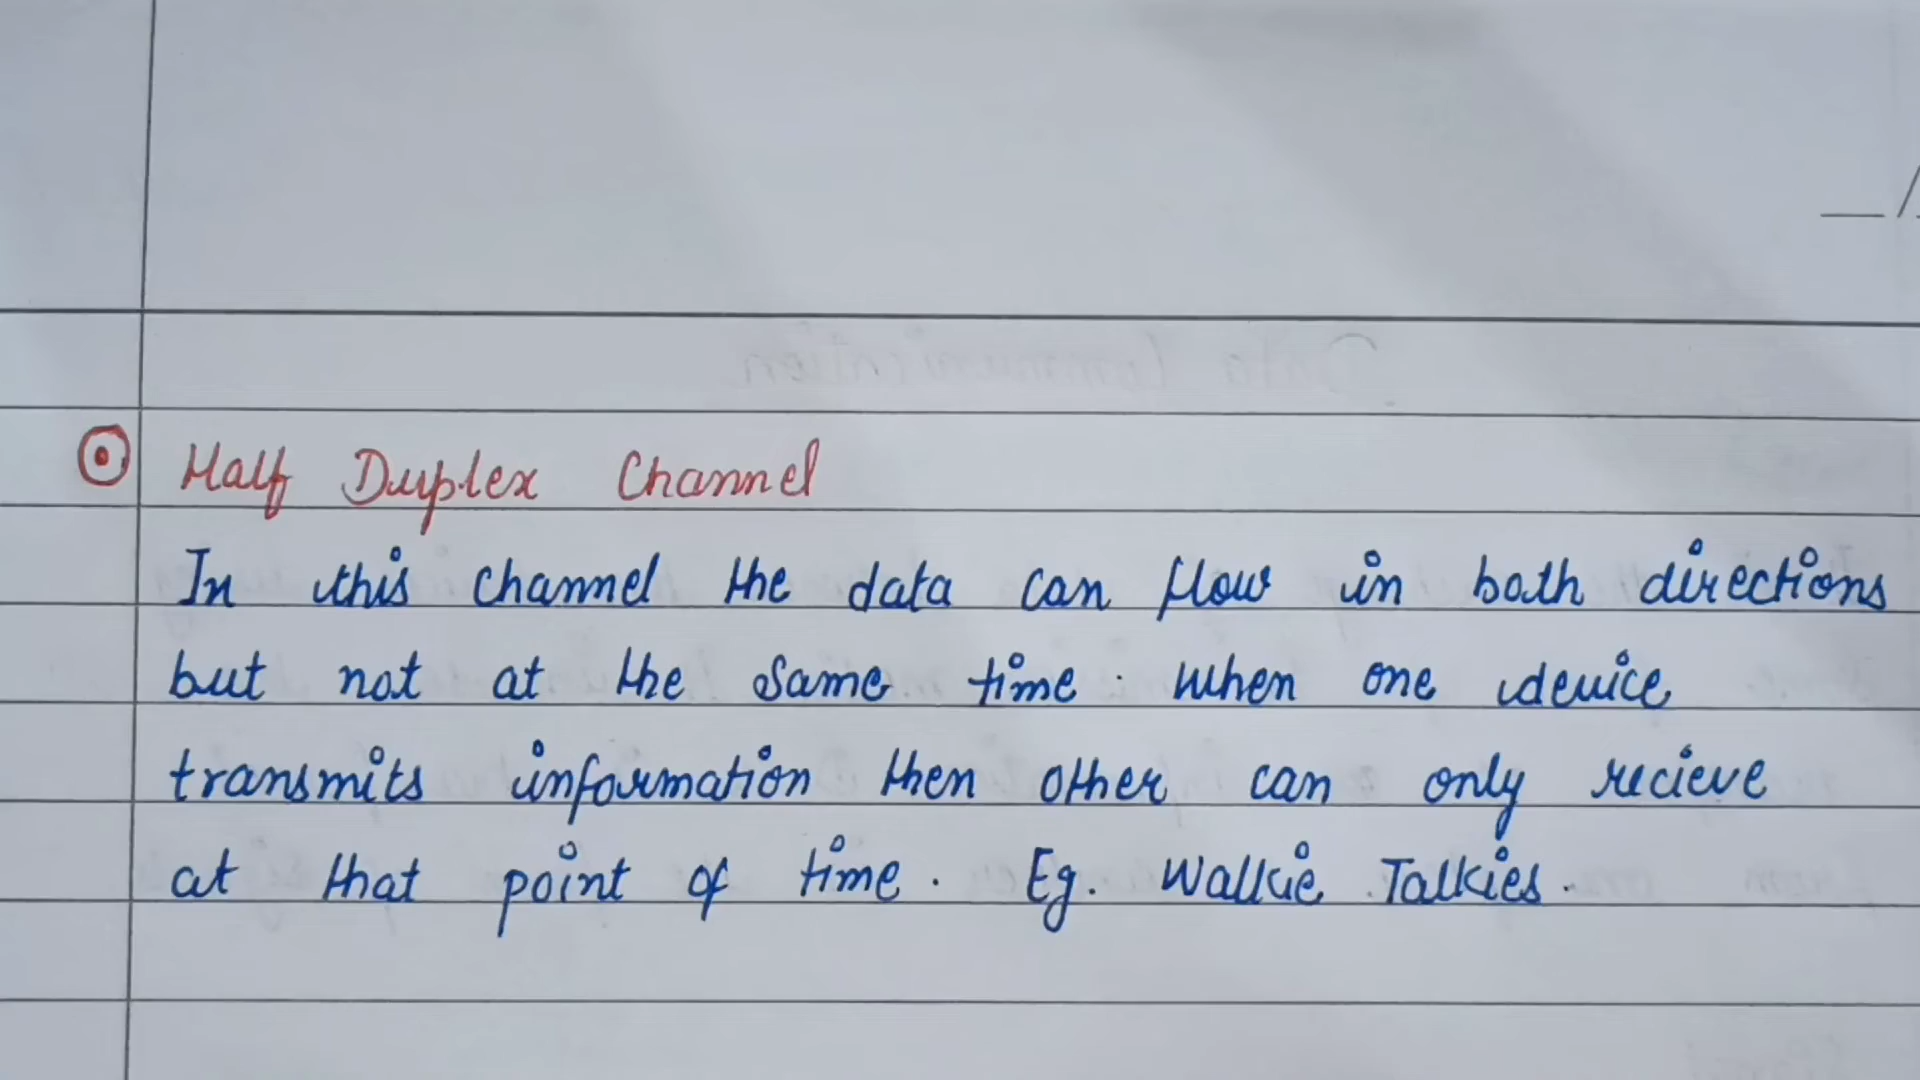 Half Duplex Channel
In this channel the data can flow in both directions
but not at the same time. When one device
transmits information then other can only recieve
at that point of time. Eg. Walkie Talkies.